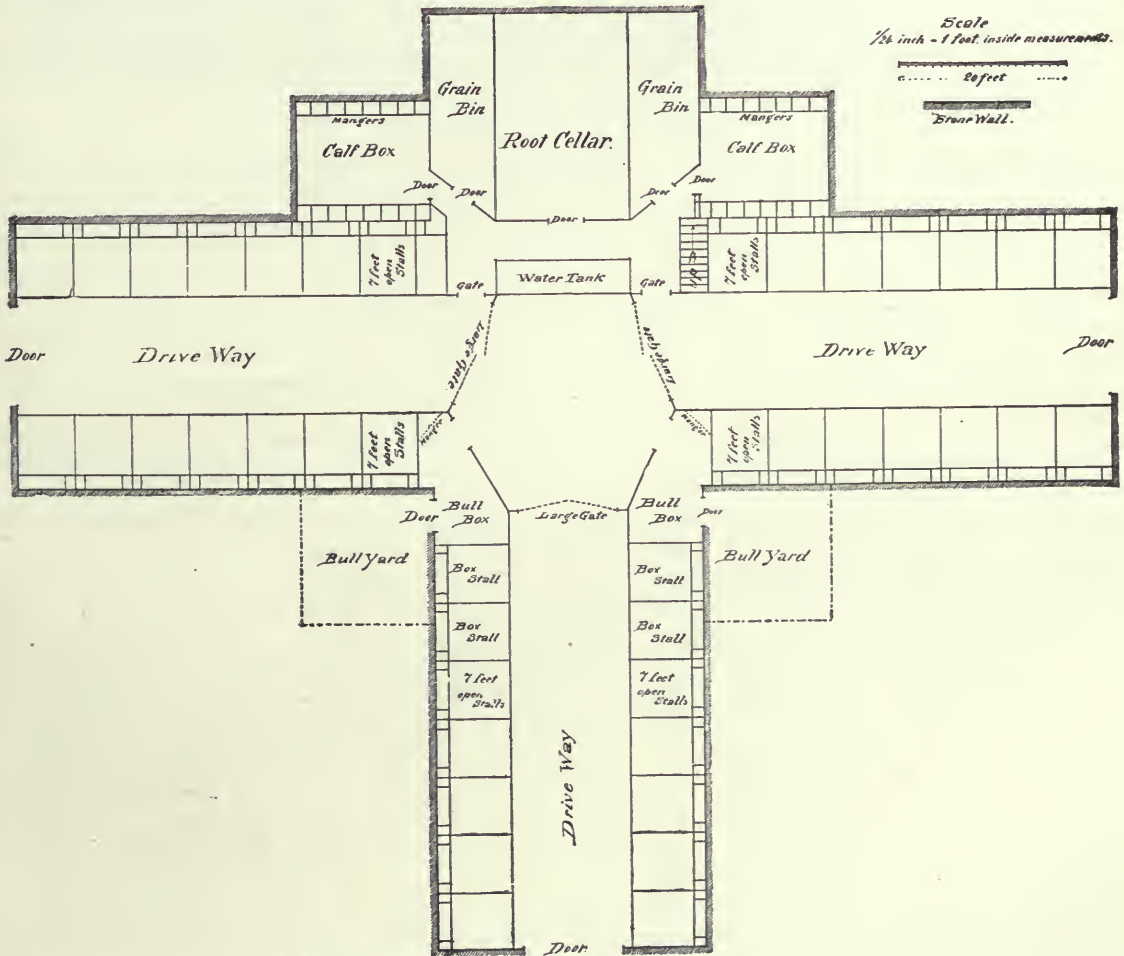 Scale
1/24 inch - 1 foot. inside measurements.
20 feet
Stone Wall.
Grain
Bin
Root Cellar.
Grain
Bin
Mangers
Calf Box
Mangers
Calf Box
Door
Door
Door
Door
Door
7 feet
open
Stalls
Gate
Water Tank
Gate
7 feet
open
Stalls
Door
Drive Way
Large Gate
Large Gate
Drive Way
Door
7 feet
open
Stalls
Manger
Manger
7 feet
open
Stalls
Door
Bull
Box
Large Gate
Bull
Box
Door
Bull Yard
Bull Yard
Box
Stall
Box
Stall
Box
Stall
Box
Stall
7 feet
open
Stalls
7 feet
open
Stalls
Drive Way
Door.